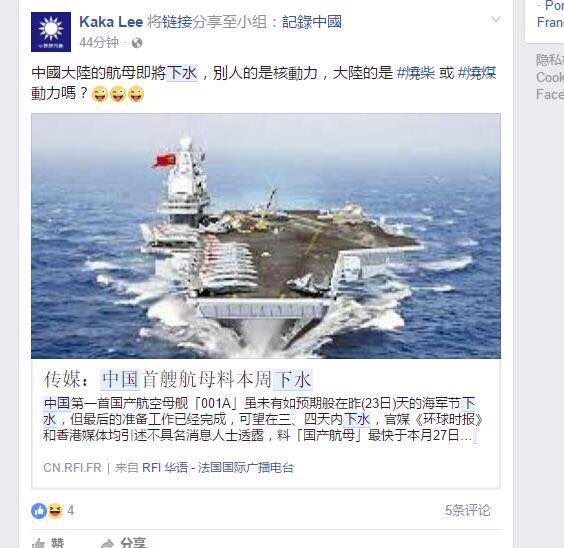 Kaka Lee 将链接分享至小组：記録中國
44分钟 ·
中國大陸的航母即將下水，別人的是核動力，大陸的是 #燒柴 或 #燒煤
動力嗎？
传媒：中国首艘航母料本周下水
中国第一首国产航空母舰「001A」虽未有如预期般在昨(23日)天的海军节下
水，但最后的准备工作已经完成，可望在三、四天内下水，官媒《环球时报》
和香港媒体均引述不具名消息人士透露，料「国产航母」最快于本月27日...
CN.RFI.FR | 来自 RFI 华语 - 法国国际广播电台
4
5条评论
赞
分享
· Por
Fran
隐私
Cook
Face